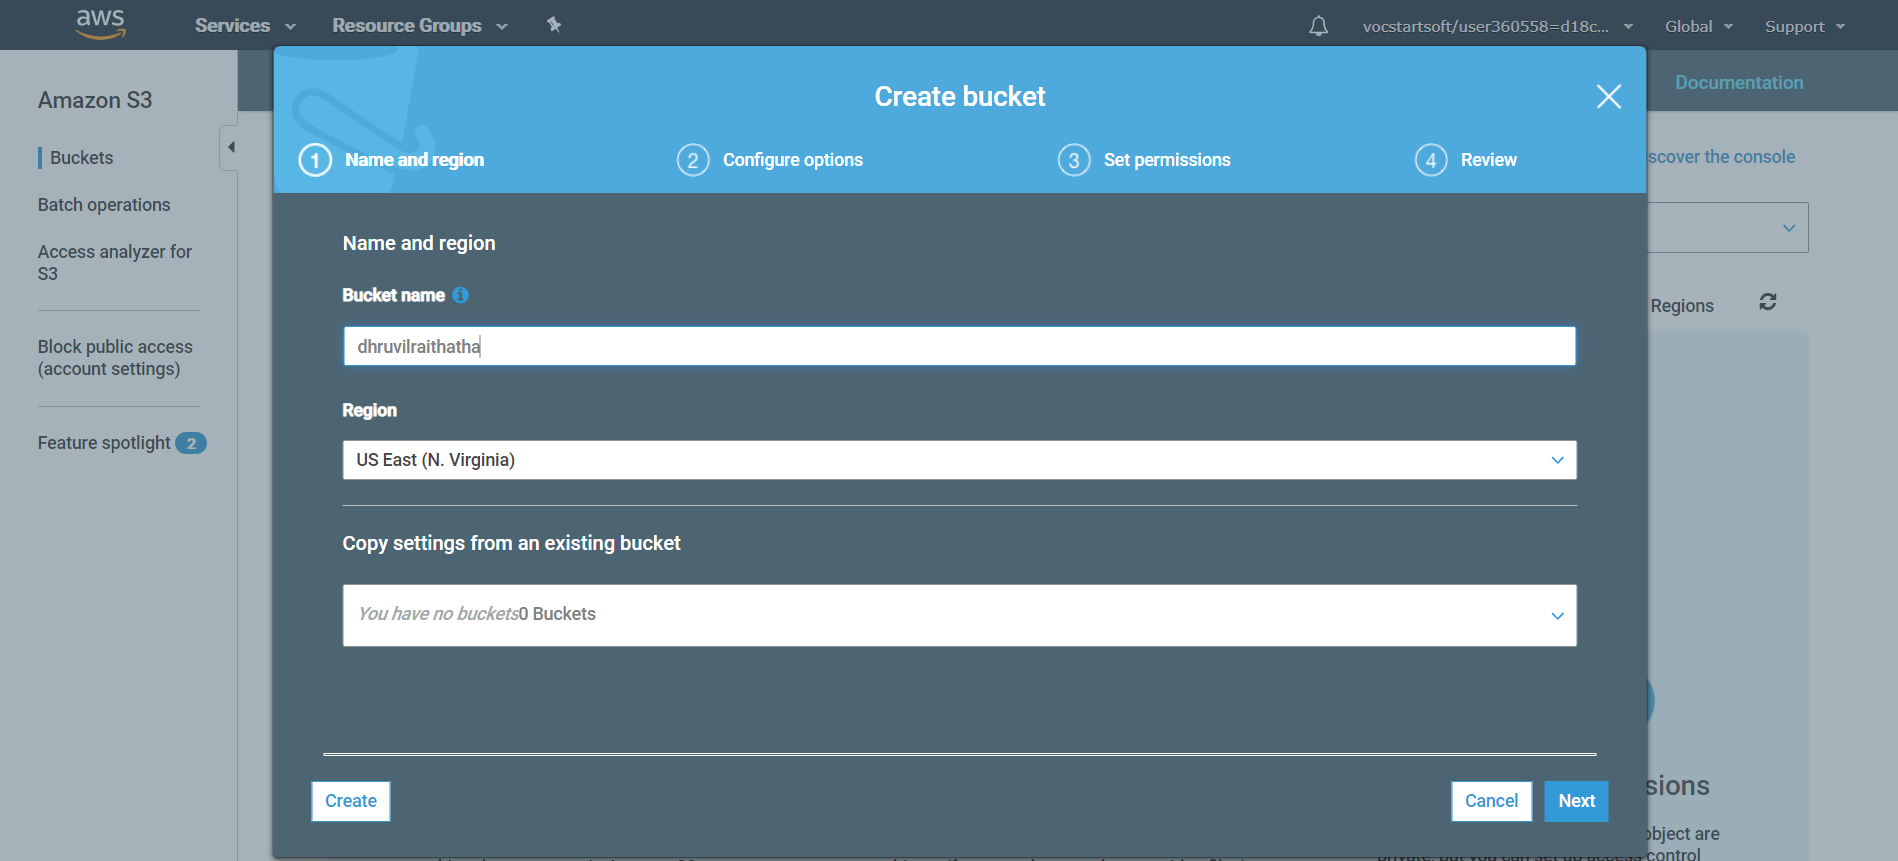 aws
Services
Resource Groups
vocstartsoft/user360558=d18c...
Global
Support
Amazon S3
Buckets
Batch operations
Access analyzer for
S3
Block public access
(account settings)
Feature spotlight 2
Documentation
scover the console
Regions
Create bucket
1 Name and region
2 Configure options
3 Set permissions
4 Review
Name and region
Bucket name
dhruvilraithatha
Region
US East (N. Virginia)
Copy settings from an existing bucket
You have no buckets0 Buckets
Create
Cancel
Next
sions
object are
control